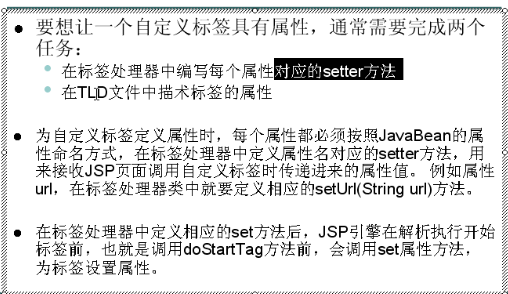 要想让一个自定义标签具有属性，通常需要完成两个
任务：
在标签处理器中编写每个属性对应的setter方法
在TLD文件中描术标签的属性
为自定义标签定义属性时，每个属性都必须按照JavaBean的属
性命名方式，在标签处理器中定义属性名对应的setter方法，用
来接收JSP页面调用自定义标签时传递进来的属性值。 例如属性
url，在标签处理器类中就要定义相应的setUrl(String url)方法。
在标签处理器中定义相应的set方法后，JSP引擎在解析执行开始
标签前，也就是调用doStartTag方法前，会调用set属性方法，
为标签设置属性。